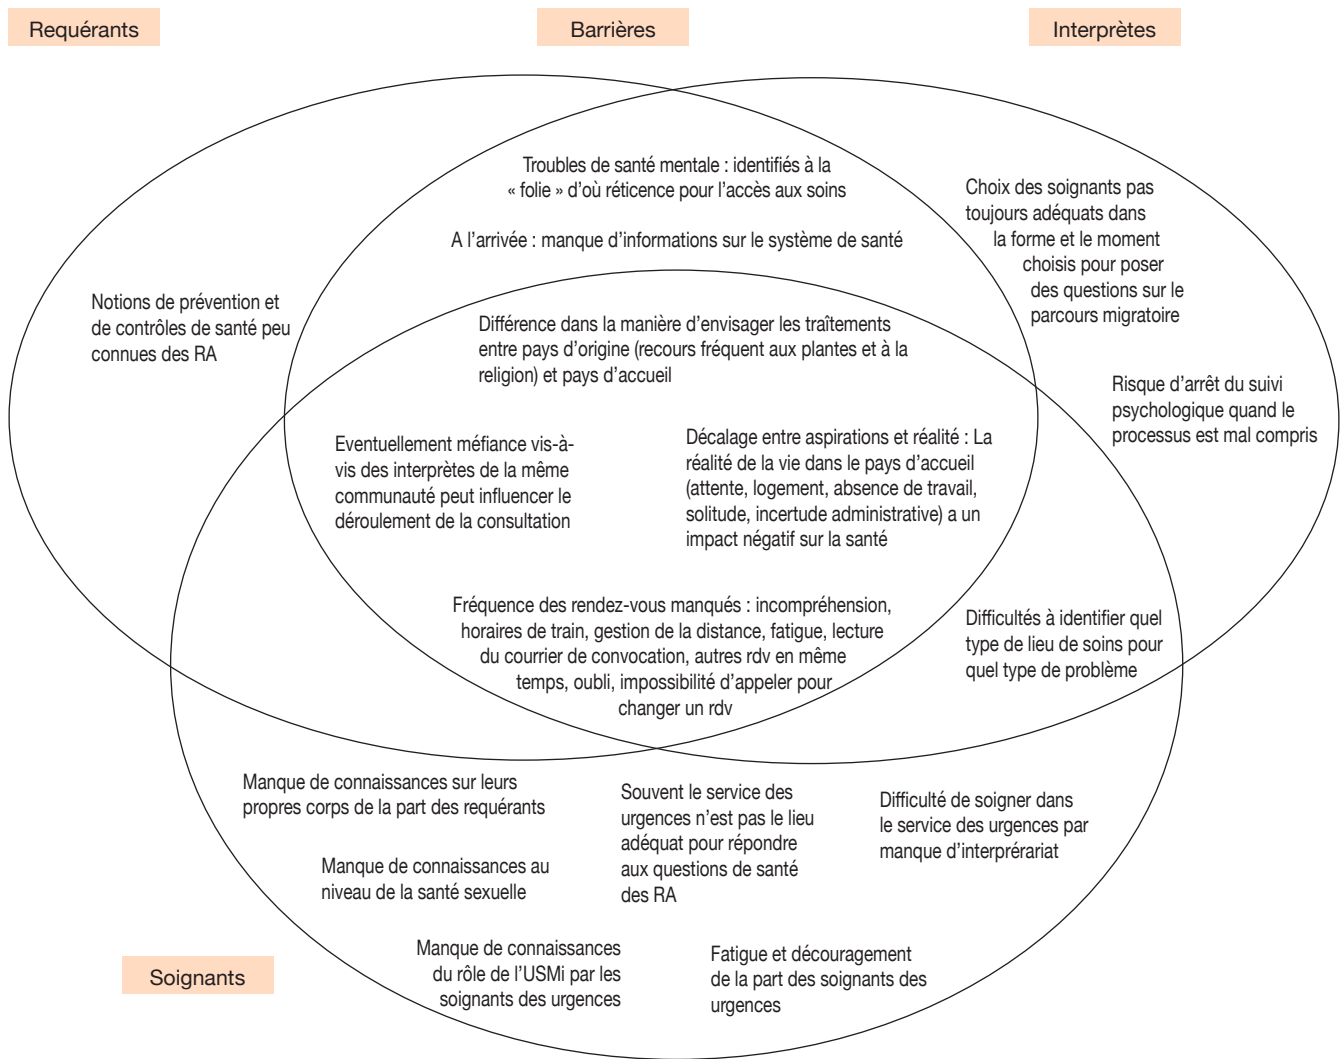 Requérants
Barrières
Interprètes
Troubles de santé mentale : identifiés à la
« folie » d'où réticence pour l'accès aux soins
A l'arrivée : manque d'informations sur le système de santé
Choix des soignants pas
toujours adéquats dans
la forme et le moment
choisis pour poser
des questions sur le
parcours migratoire
Notions de prévention et
de contrôles de santé peu
connues des RA
Différence dans la manière d'envisager les traîtements
entre pays d'origine (recours fréquent aux plantes et à la
religion) et pays d'accueil
Risque d'arrêt du suivi
psychologique quand le
processus est mal compris
Eventuellement méfiance vis-à-
vis des interprètes de la même
communauté peut influencer le
déroulement de la consultation
Décalage entre aspirations et réalité : La
réalité de la vie dans le pays d'accueil
(attente, logement, absence de travail,
solitude, incertude administrative) a un
impact négatif sur la santé
Fréquence des rendez-vous manqués : incompréhension,
horaires de train, gestion de la distance, fatigue, lecture
du courrier de convocation, autres rdv en même
temps, oubli, impossibilité d'appeler pour
changer un rdv
Difficultés à identifier quel
type de lieu de soins pour
quel type de problème
Manque de connaissances sur leurs
propres corps de la part des requérants
Souvent le service des
urgences n'est pas le lieu
adéquat pour répondre
aux questions de santé
des RA
Difficulté de soigner dans
le service des urgences par
manque d'interprérariat
Manque de connaissances au
niveau de la santé sexuelle
Manque de connaissances
du rôle de l'USMi par les
soignants des urgences
Fatigue et découragement
de la part des soignants des
urgences
Soignants